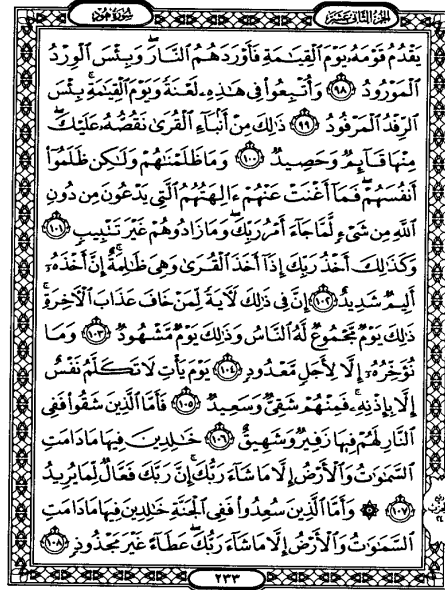 الجزء الثاني عشر
سورة هود
يَقْدُمُ قَوْمَهُۥ يَوْمَ ٱلْقِيَٰمَةِ فَأَوْرَدَهُمُ ٱلنَّارَ ۖ وَبِئْسَ ٱلْوِرْدُ
ٱلْمَوْرُودُ ٩٨ وَأُتْبِعُوا۟ فِى هَٰذِهِۦ لَعْنَةً وَيَوْمَ ٱلْقِيَٰمَةِ ۚ بِئْسَ
ٱلرِّفْدُ ٱلْمَرْفُودُ ٩٩ ذَٰلِكَ مِنْ أَنۢبَآءِ ٱلْقُرَىٰ نَقُصُّهُۥ عَلَيْكَ ۖ
مِنْهَا قَآئِمٌ وَحَصِيدٌ ١٠٠ وَمَا ظَلَمْنَٰهُمْ وَلَٰكِن ظَلَمُوٓا۟
أَنفُسَهُمْ ۖ فَمَآ أَغْنَتْ عَنْهُمْ ءَالِهَتُهُمُ ٱلَّتِى يَدْعُونَ مِن دُونِ
ٱللَّهِ مِن شَىْءٍ لَّمَّا جَآءَ أَمْرُ رَبِّكَ ۖ وَمَا زَادُوهُمْ غَيْرَ تَتْبِيبٍ ١٠١
وَكَذَٰلِكَ أَخْذُ رَبِّكَ إِذَآ أَخَذَ ٱلْقُرَىٰ وَهِىَ ظَٰلِمَةٌ ۚ إِنَّ أَخْذَهُۥٓ
أَلِيمٌ شَدِيدٌ ١٠٢ إِنَّ فِى ذَٰلِكَ لَءَايَةً لِّمَنْ خَافَ عَذَابَ ٱلْءَاخِرَةِ ۚ
ذَٰلِكَ يَوْمٌ مَّجْمُوعٌ لَّهُ ٱلنَّاسُ وَذَٰلِكَ يَوْمٌ مَّشْهُودٌ ١٠٣ وَمَا
نُؤَخِّرُهُۥٓ إِلَّا لِأَجَلٍ مَّعْدُودٍ ١٠٤ يَوْمَ يَأْتِ لَا تَكَلَّمُ نَفْسٌ
إِلَّا بِإِذْنِهِۦ ۚ فَمِنْهُمْ شَقِىٌّ وَسَعِيدٌ ١٠٥ فَأَمَّا ٱلَّذِينَ شَقُوا۟ فَفِى
ٱلنَّارِ لَهُمْ فِيهَا زَفِيرٌ وَشَهِيقٌ ١٠٦ خَٰلِدِينَ فِيهَا مَا دَامَتِ
ٱلسَّمَٰوَٰتُ وَٱلْأَرْضُ إِلَّا مَا شَآءَ رَبُّكَ ۚ إِنَّ رَبَّكَ فَعَّالٌ لِّمَا يُرِيدُ
١٠٧ ۞ وَأَمَّا ٱلَّذِينَ سُعِدُوا۟ فَفِى ٱلْجَنَّةِ خَٰلِدِينَ فِيهَا مَا دَامَتِ
ٱلسَّمَٰوَٰتُ وَٱلْأَرْضُ إِلَّا مَا شَآءَ رَبُّكَ ۖ عَطَآءً غَيْرَ مَجْذُوذٍ ١٠٨
٢٣٣